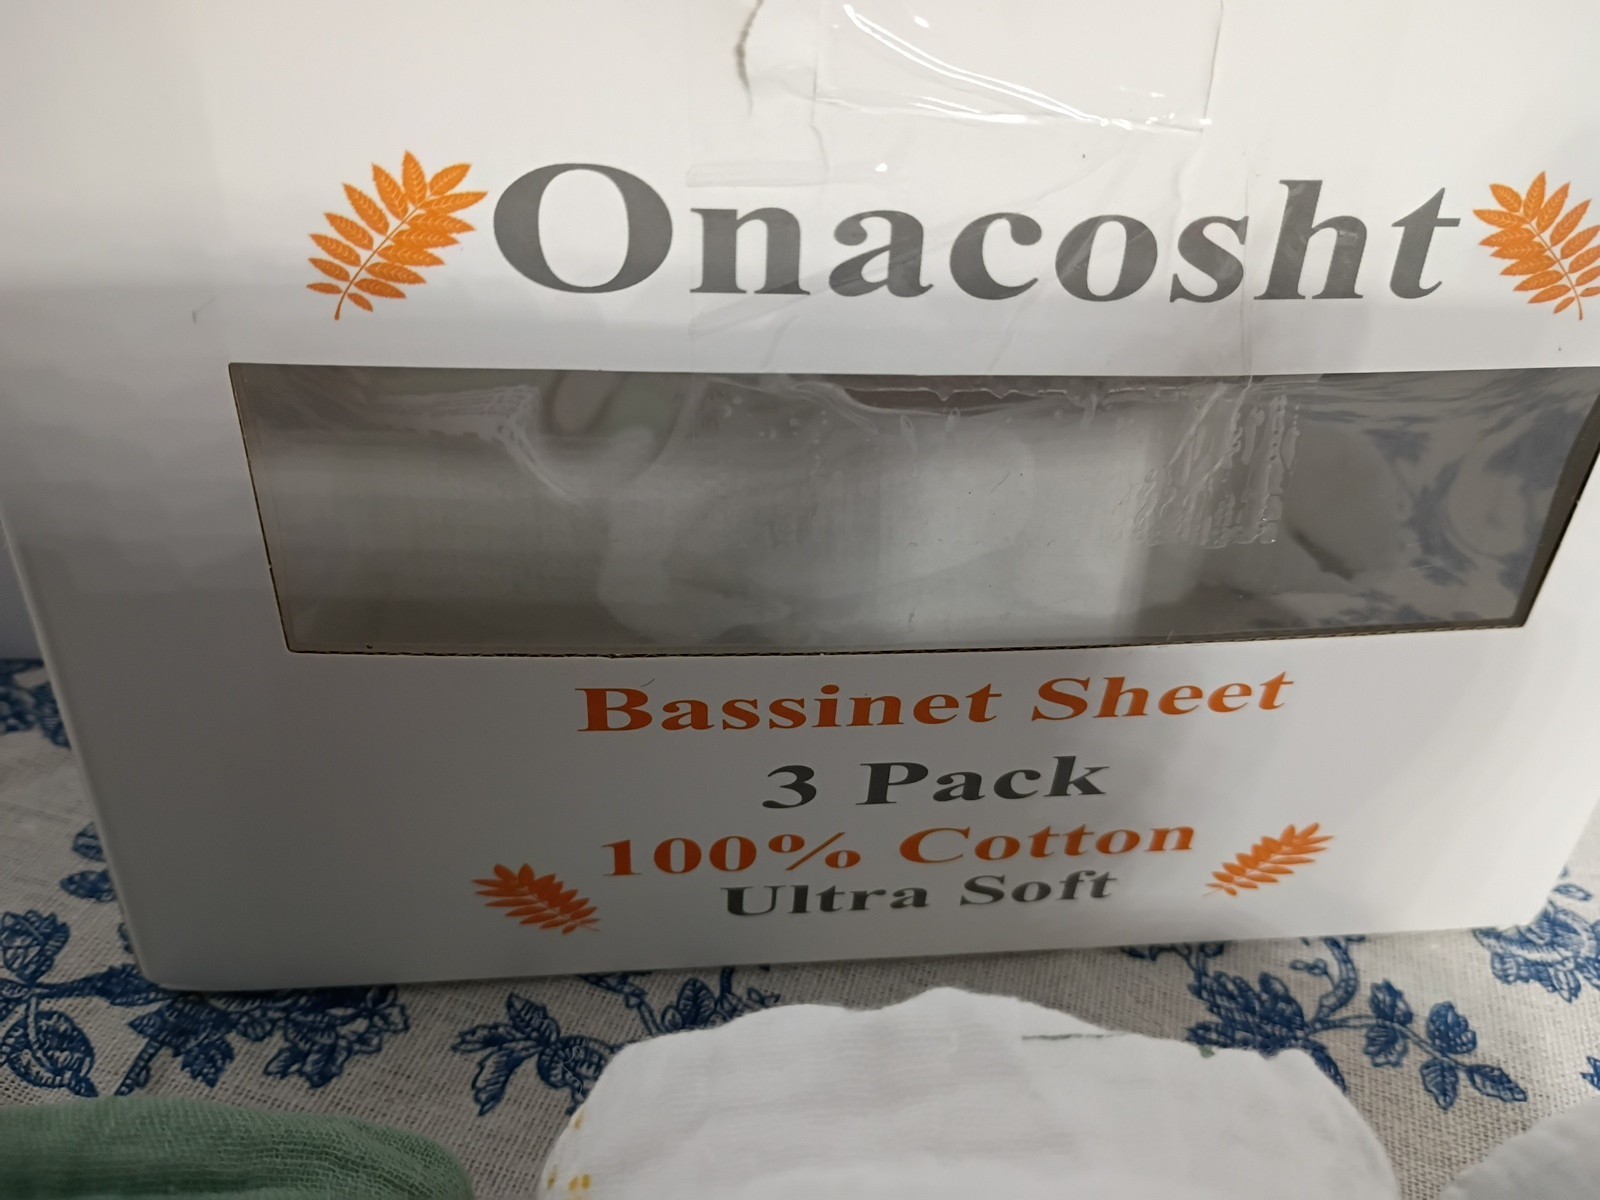 Onacosht
Bassinet Sheet
3 Pack
100% Cotton
Ultra Soft